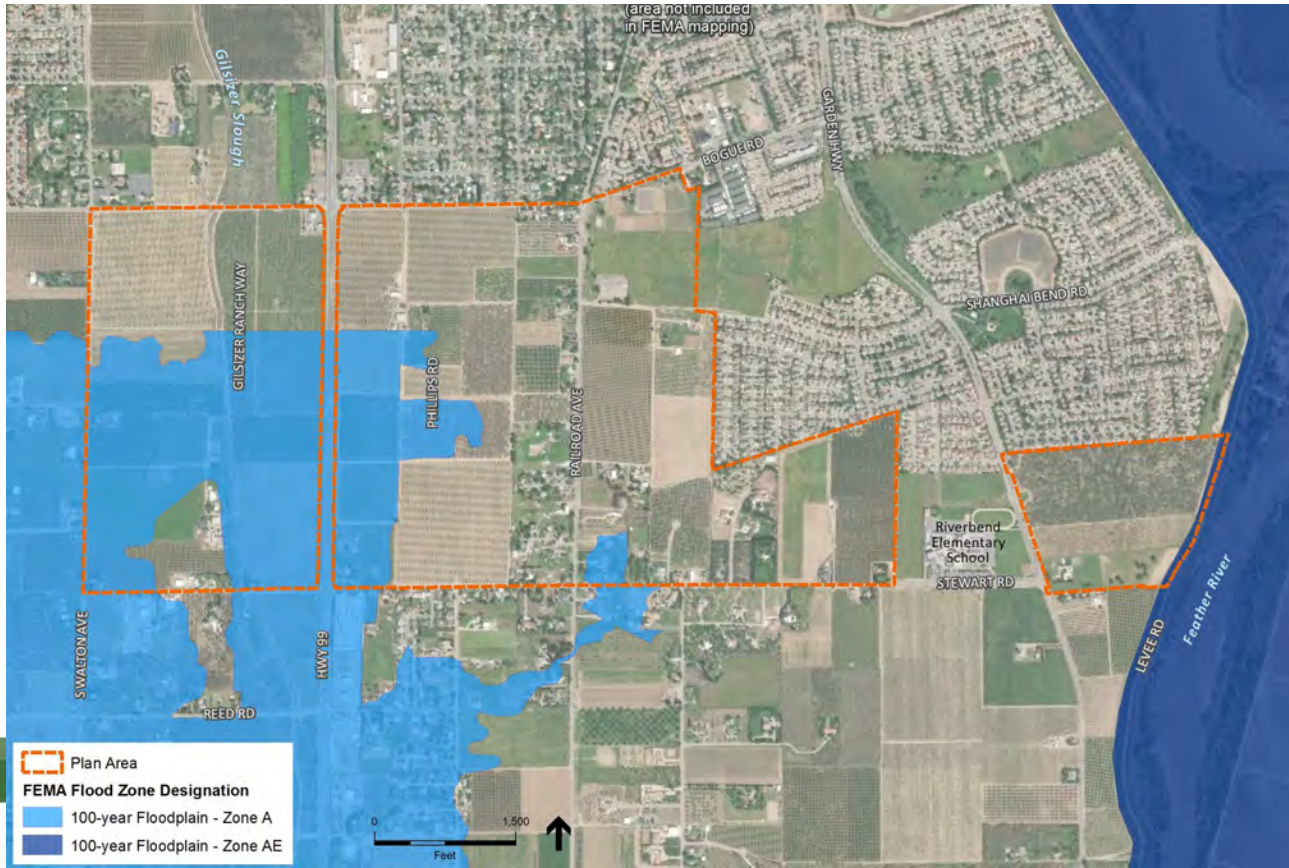 (area not included
in FEMA mapping)
Gilsizer Slough
GARDEN HWY
BOGUE RD
GILSIZER RANCH WAY
SHANGHAI BEND RD
PHILLIPS RD
RAILROAD AVE
Riverbend
Elementary
School
STEWART RD
Feather River
LEVEE RD
S WALTON AVE
HWY 99
REED RD
Plan Area
FEMA Flood Zone Designation
100-year Floodplain - Zone A
100-year Floodplain - Zone AE
0 1,500
Feet